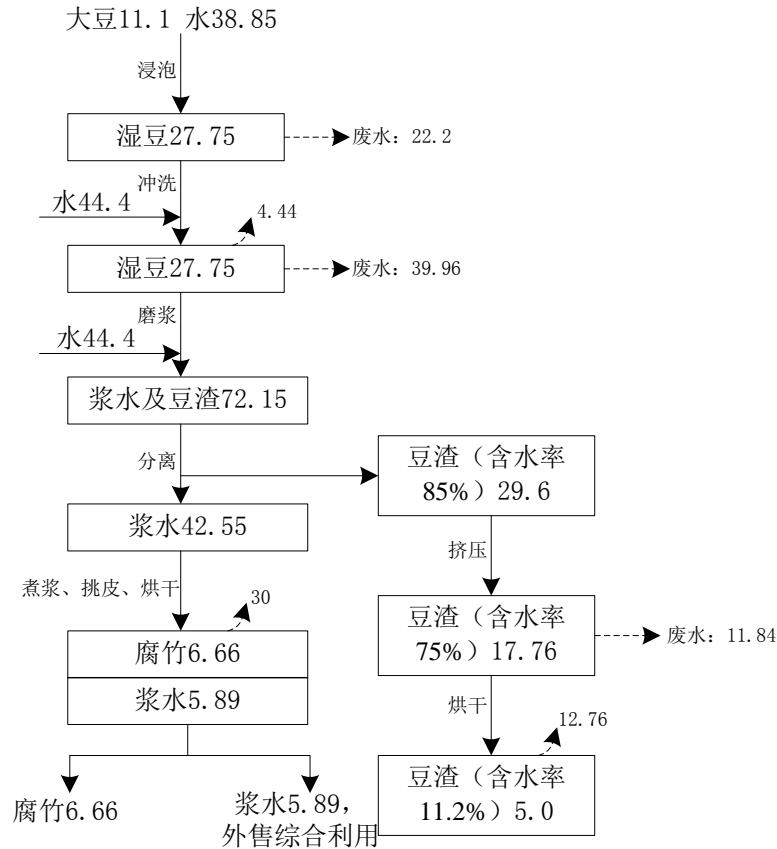 大豆11.1 水38.85
浸泡
湿豆27.75
废水：22.2
冲洗
水44.4
4.44
湿豆27.75
废水：39.96
磨浆
水44.4
浆水及豆渣72.15
分离
豆渣（含水率
85%）29.6
浆水42.55
挤压
煮浆、挑皮、烘干
30
豆渣（含水率
75%）17.76
废水：11.84
腐竹6.66
浆水5.89
烘干
12.76
豆渣（含水率
11.2%）5.0
腐竹6.66
浆水5.89，
外售综合利用